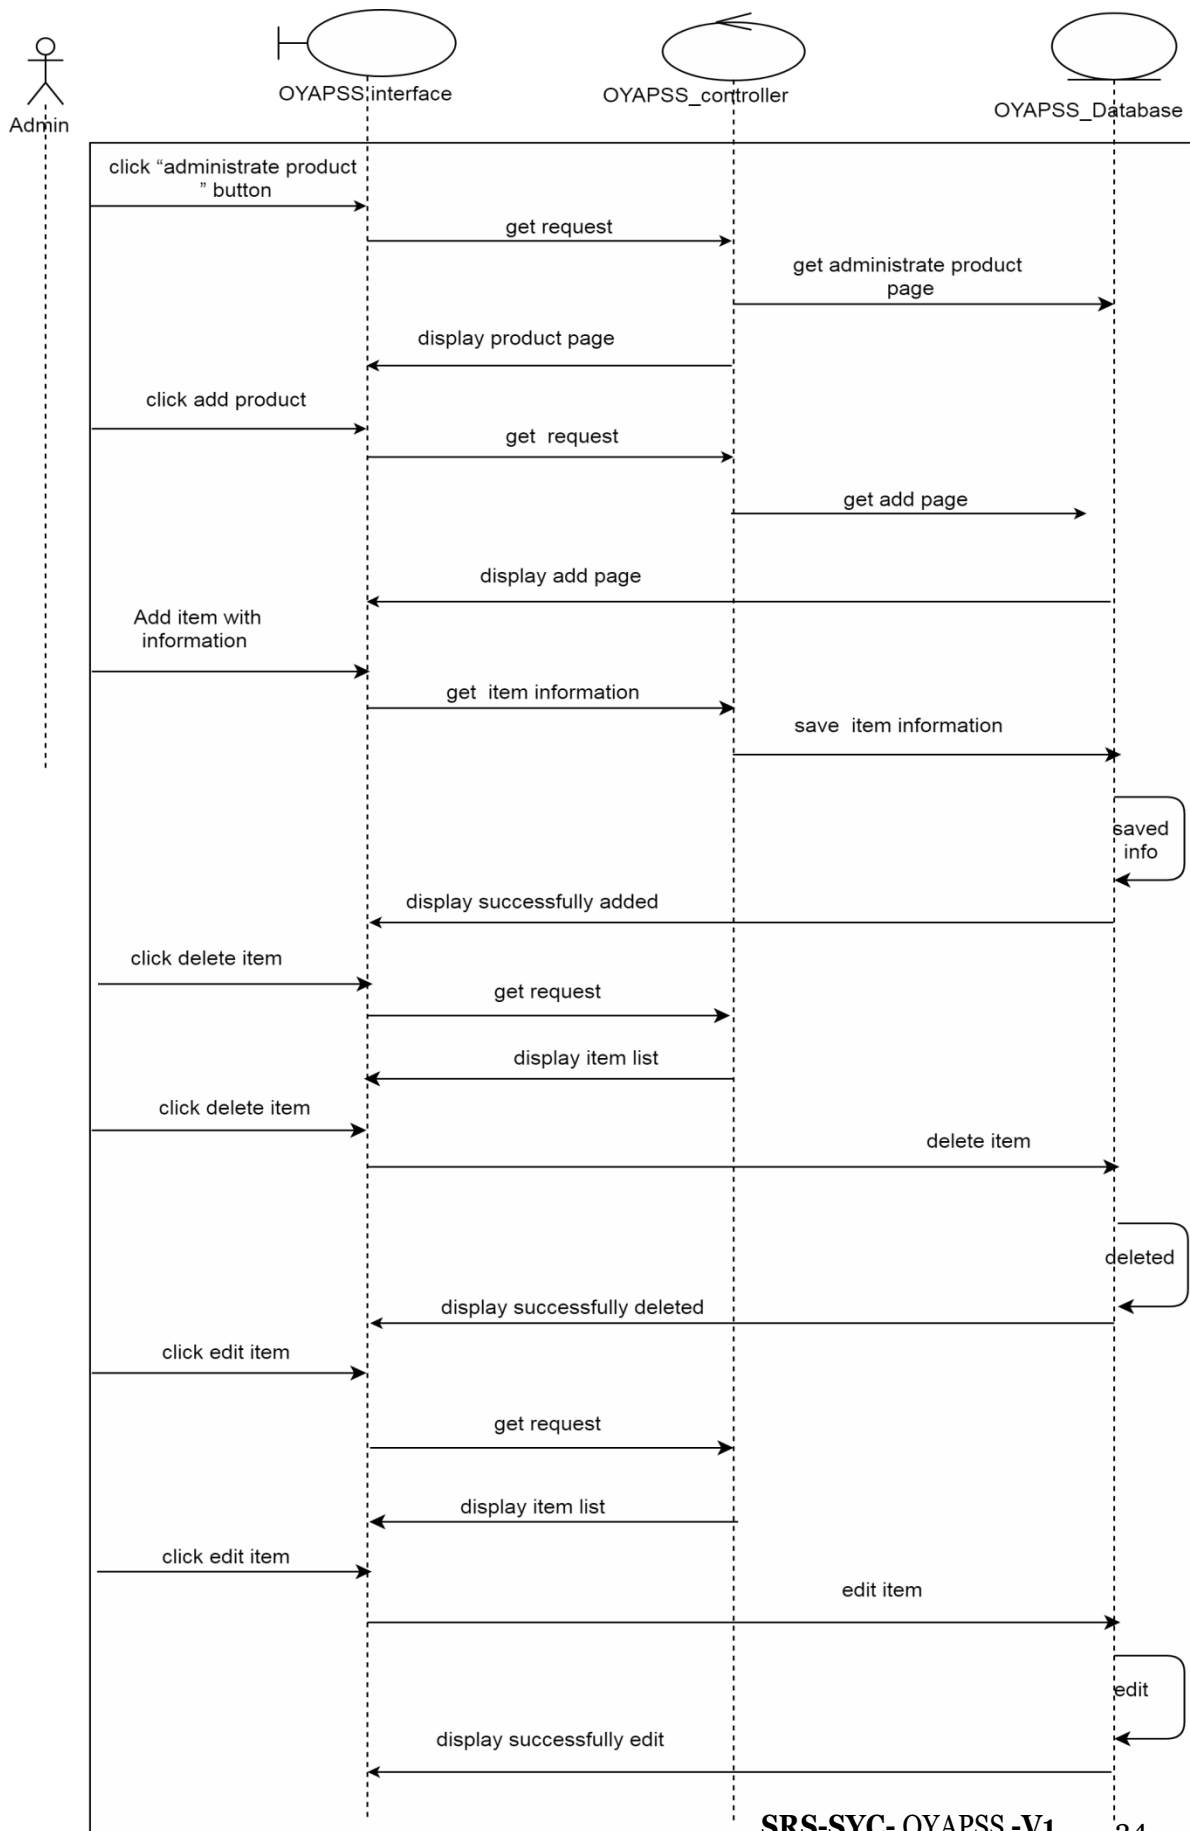 OYAPSS interface
OYAPSS_controller
OYAPSS_Database
Admin
click “administrate product
” button
get request
get administrate product
page
display product page
click add product
get request
get add page
display add page
Add item with
information
get item information
save item information
saved
info
display successfully added
click delete item
get request
display item list
click delete item
delete item
deleted
display successfully deleted
click edit item
get request
display item list
click edit item
edit item
edit
display successfully edit
SRS-SYC- OYAPSS -V1